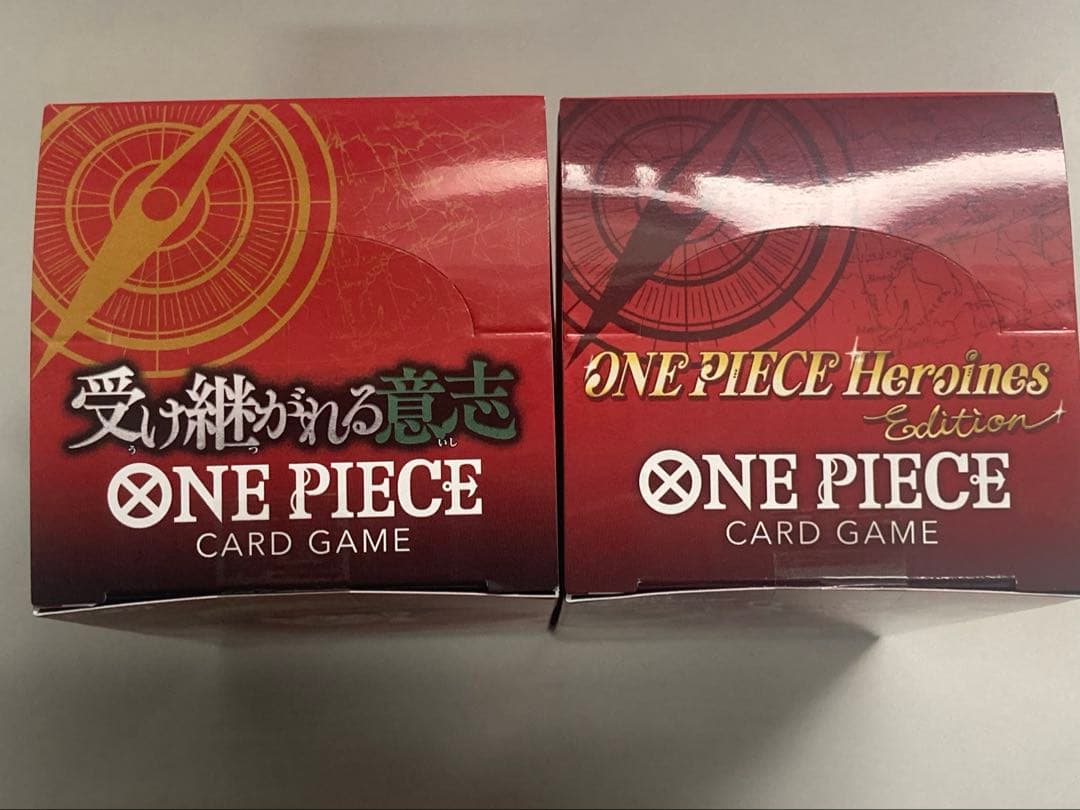 受け継がれる意志
う つ いし
ONE PIECE
CARD GAME
ONE PIECE Heroines
Edition
ONE PIECE
CARD GAME